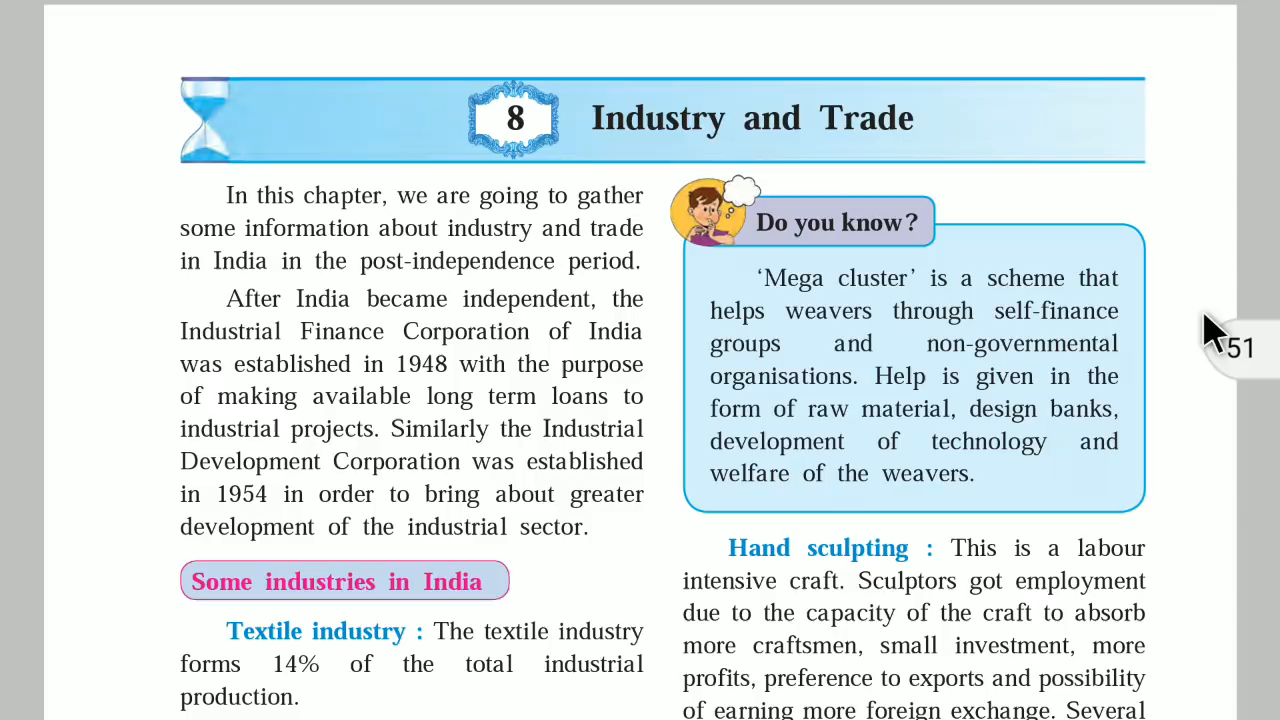 8 Industry and Trade
In this chapter, we are going to gather
some information about industry and trade
in India in the post-independence period.
After India became independent, the
Industrial Finance Corporation of India
was established in 1948 with the purpose
of making available long term loans to
industrial projects. Similarly the Industrial
Development Corporation was established
in 1954 in order to bring about greater
development of the industrial sector.
Some industries in India
Textile industry : The textile industry
forms 14% of the total industrial
production.
Do you know?
‘Mega cluster’ is a scheme that
helps weavers through self-finance
groups and non-governmental
organisations. Help is given in the
form of raw material, design banks,
development of technology and
welfare of the weavers.
Hand sculpting : This is a labour
intensive craft. Sculptors got employment
due to the capacity of the craft to absorb
more craftsmen, small investment, more
profits, preference to exports and possibility
of earning more foreign exchange. Several
51